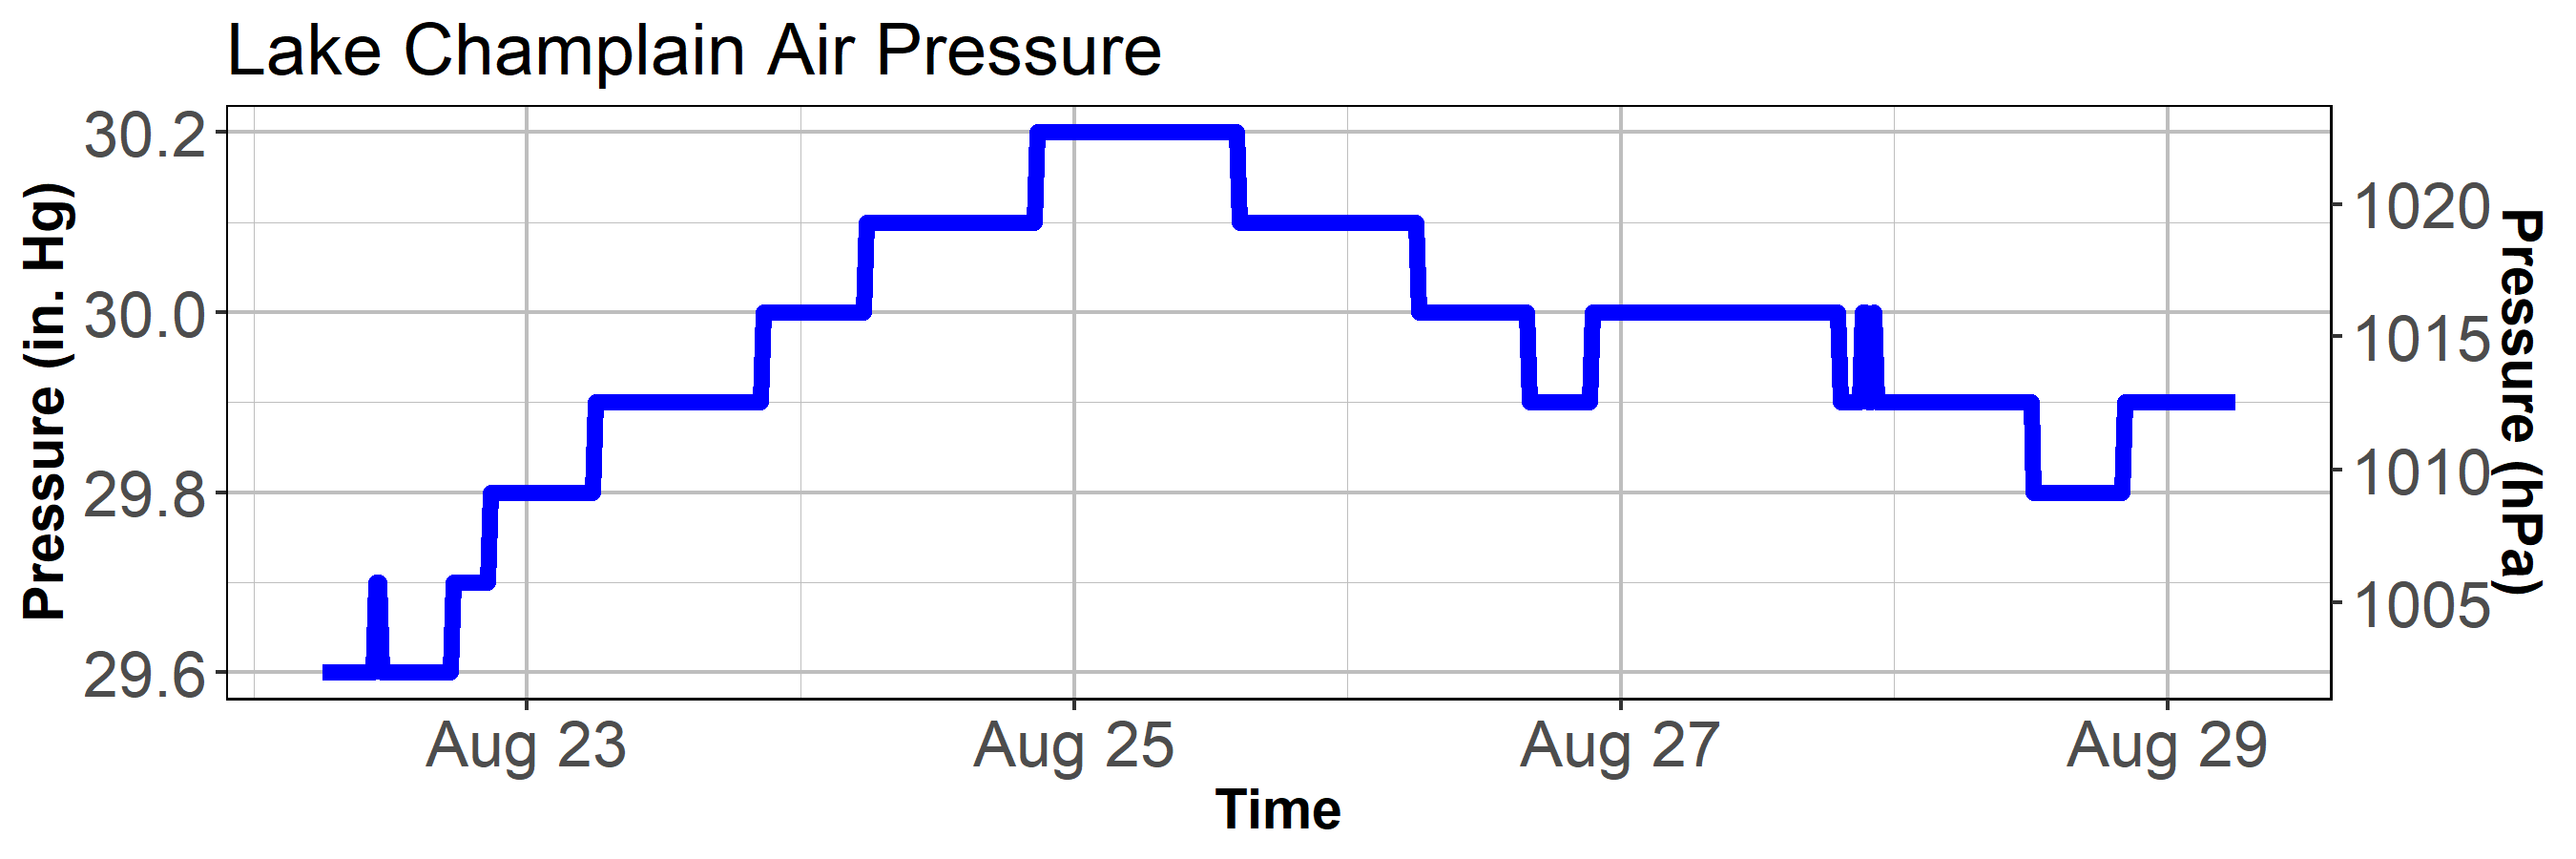 Lake Champlain Air Pressure
Pressure (in. Hg)
30.2
30.0
29.8
29.6
1020
1015
1010
1005
Pressure (hPa)
Aug 23 Aug 25 Aug 27 Aug 29
Time